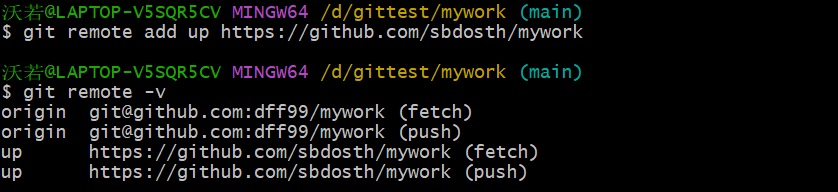 沃若@LAPTOP-V5SQR5CV MINGW64 /d/gittest/mywork (main)
$ git remote add up https://github.com/sbdosth/mywork
沃若@LAPTOP-V5SQR5CV MINGW64 /d/gittest/mywork (main)
$ git remote -v
origin  git@github.com:dff99/mywork (fetch)
origin  git@github.com:dff99/mywork (push)
up      https://github.com/sbdosth/mywork (fetch)
up      https://github.com/sbdosth/mywork (push)